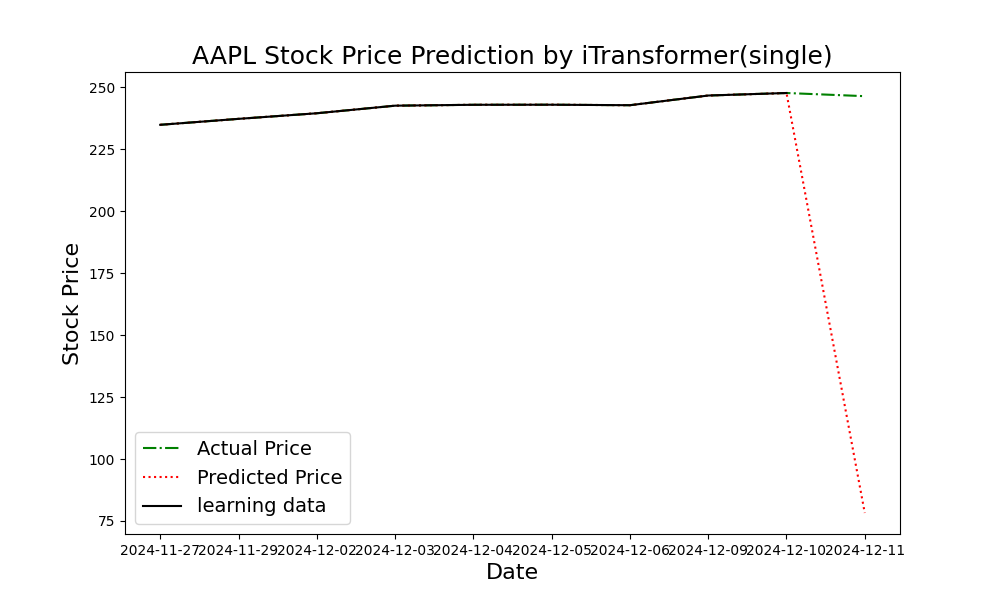 AAPL Stock Price Prediction by iTransformer(single)
250
225
200
175
150
125
100
75
Stock Price
Actual Price
Predicted Price
learning data
2024-11-27 2024-11-29 2024-12-02 2024-12-03 2024-12-04 2024-12-05 2024-12-06 2024-12-09 2024-12-10 2024-12-11
Date